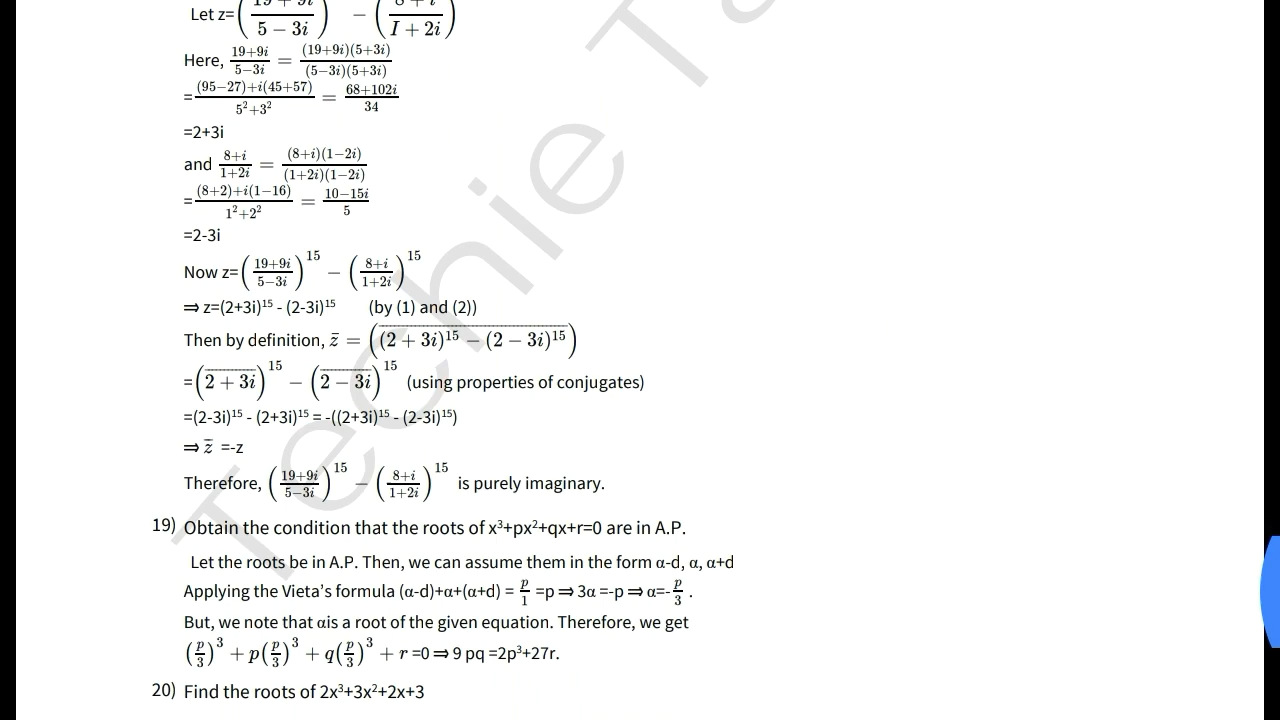 Let z=(19+9i/5−3i) − (8+i/I+2i)
Here, 19+9i/5−3i = (19+9i)(5+3i)/(5−3i)(5+3i)
=(95−27)+i(45+57)/5²+3² = 68+102i/34
=2+3i
and 8+i/1+2i = (8+i)(1−2i)/(1+2i)(1−2i)
=(8+2)+i(1−16)/1²+2² = 10−15i/5
=2-3i
Now z=(19+9i/5−3i)¹⁵ − (8+i/1+2i)¹⁵
⇒ z=(2+3i)¹⁵ - (2-3i)¹⁵ (by (1) and (2))
Then by definition, z̄ = (\overline{(2+3i)¹⁵ − (2−3i)¹⁵})
=(\overline{2+3i})¹⁵ − (\overline{2−3i})¹⁵ (using properties of conjugates)
=(2-3i)¹⁵ - (2+3i)¹⁵ = -((2+3i)¹⁵ - (2-3i)¹⁵)
⇒ z̄ =-z
Therefore, (19+9i/5−3i)¹⁵ − (8+i/1+2i)¹⁵ is purely imaginary.
19) Obtain the condition that the roots of x³+px²+qx+r=0 are in A.P.
Let the roots be in A.P. Then, we can assume them in the form α-d, α, α+d
Applying the Vieta's formula (α-d)+α+(α+d) = p/1 =p⇒ 3α =-p⇒ α=-p/3 .
But, we note that αis a root of the given equation. Therefore, we get
(p/3)³ + p(p/3)³ + q(p/3)³ + r =0⇒ 9 pq =2p³+27r.
20) Find the roots of 2x³+3x²+2x+3
Techie Ta